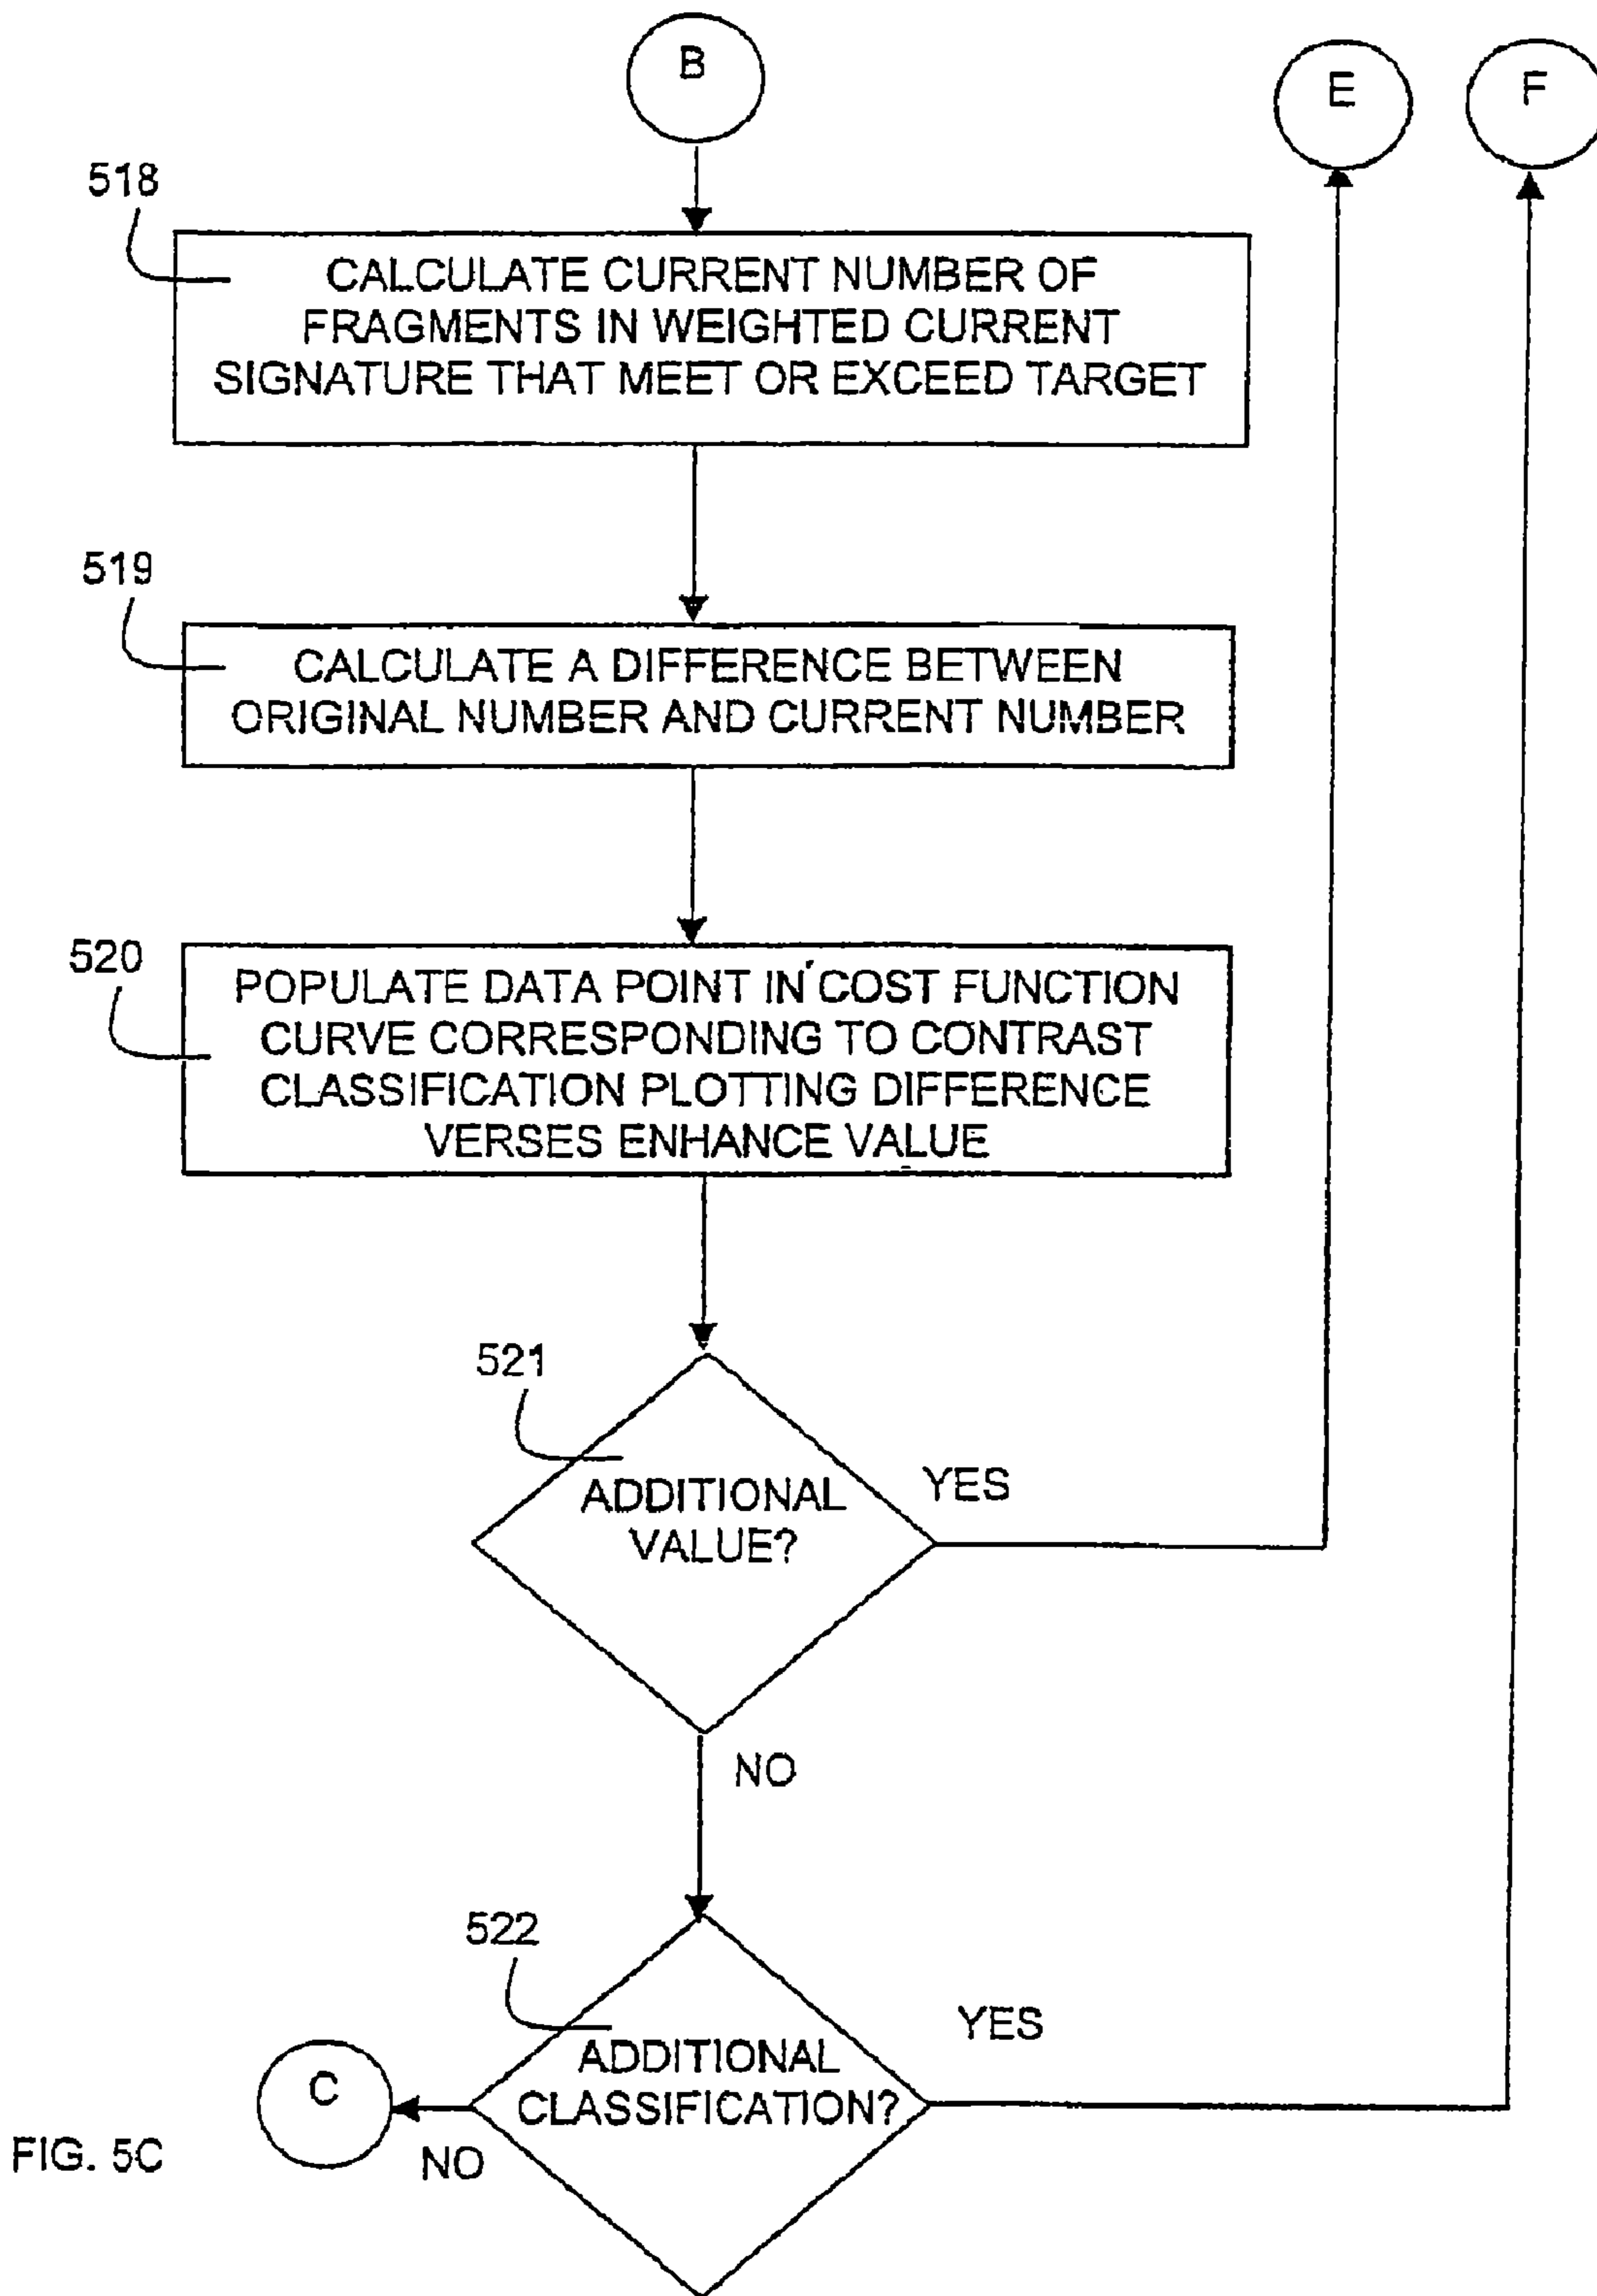 B
E
F
518
CALCULATE CURRENT NUMBER OF
FRAGMENTS IN WEIGHTED CURRENT
SIGNATURE THAT MEET OR EXCEED TARGET
519
CALCULATE A DIFFERENCE BETWEEN
ORIGINAL NUMBER AND CURRENT NUMBER
520
POPULATE DATA POINT IN COST FUNCTION
CURVE CORRESPONDING TO CONTRAST
CLASSIFICATION PLOTTING DIFFERENCE
VERSES ENHANCE VALUE
521
ADDITIONAL
VALUE?
YES
NO
522
ADDITIONAL
CLASSIFICATION?
YES
C
NO
FIG. 5C